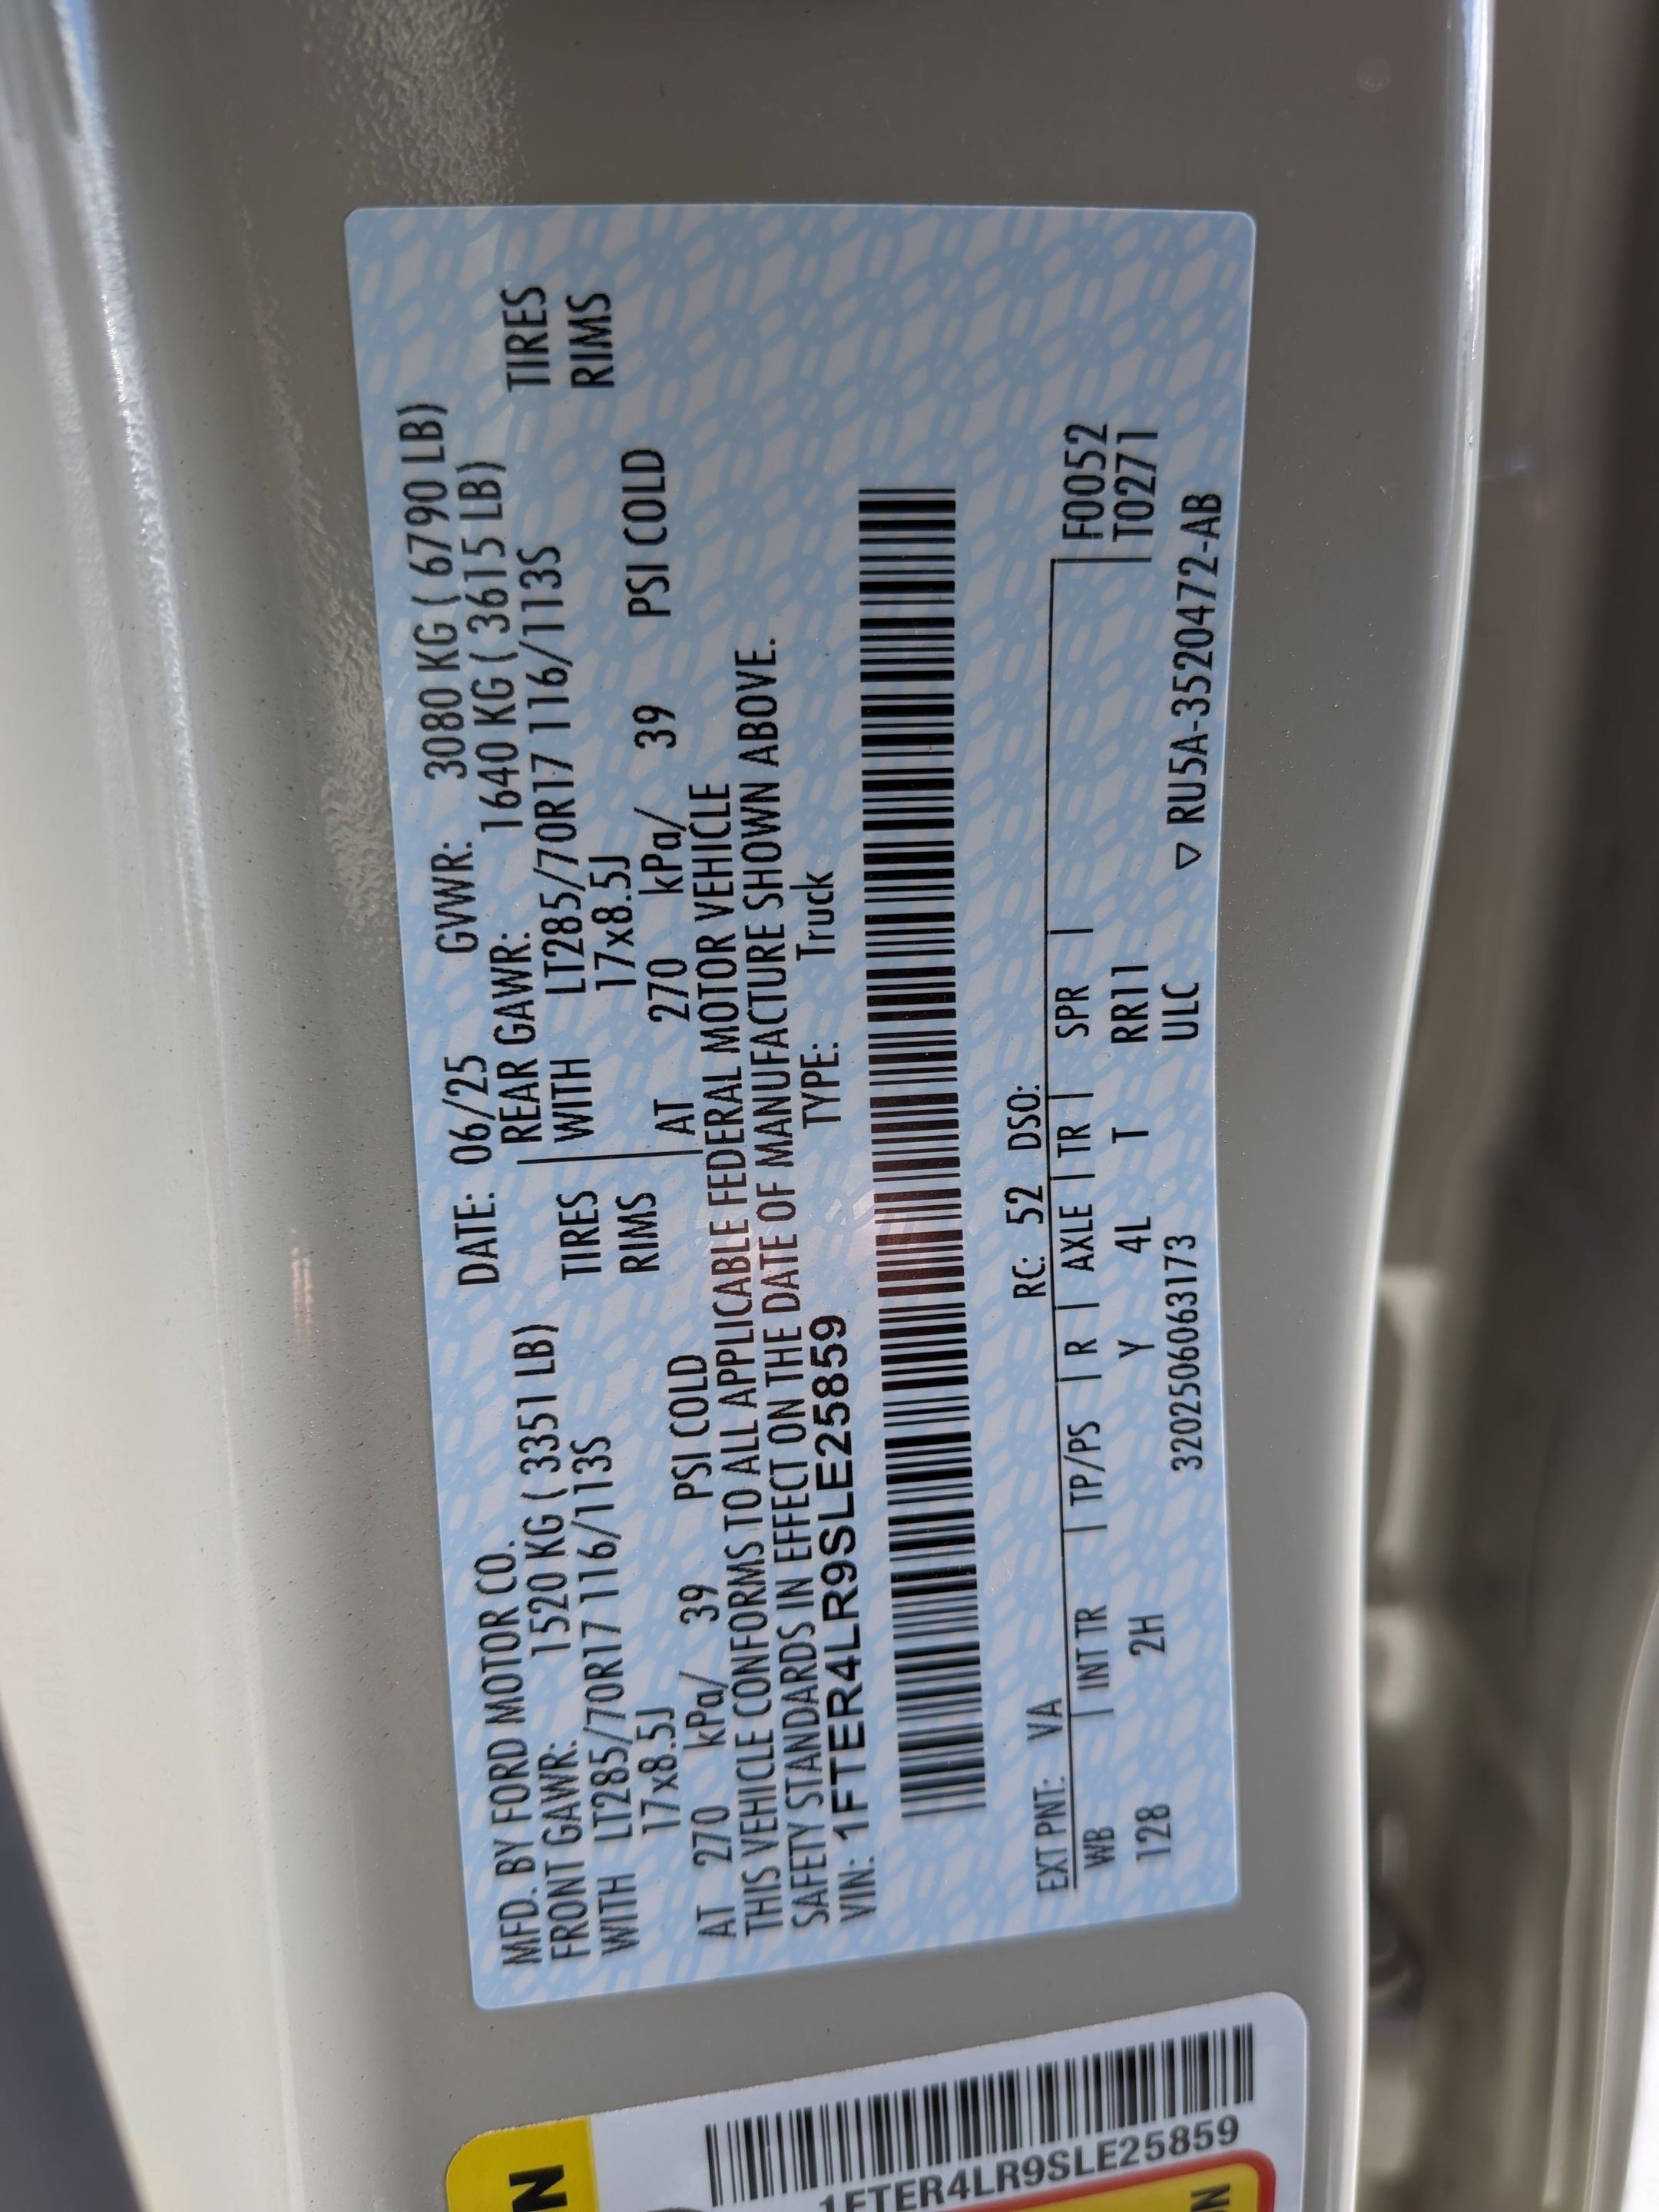 MFD. BY FORD MOTOR CO. DATE: 06/25 GVWR: 3080 KG ( 6790 LB)
FRONT GAWR: 1520 KG ( 3351 LB) REAR GAWR: 1640 KG ( 3615 LB)
WITH LT285/70R17 116/113S TIRES WITH LT285/70R17 116/113S TIRES
17x8.5J RIMS 17x8.5J RIMS
AT 270 kPa/ 39 PSI COLD AT 270 kPa/ 39 PSI COLD
THIS VEHICLE CONFORMS TO ALL APPLICABLE FEDERAL MOTOR VEHICLE
SAFETY STANDARDS IN EFFECT ON THE DATE OF MANUFACTURE SHOWN ABOVE.
VIN: 1FTER4LR9SLE25859 TYPE: Truck
EXT PNT: VA RC: 52 DSO:
WB | INT TR | TP/PS | R | AXLE | TR | SPR | F0052
128 2H Y 4L T RR11 T0271
3202506063173 ULC ▽ RU5A-3520472-AB
1FTER4LR9SLE25859